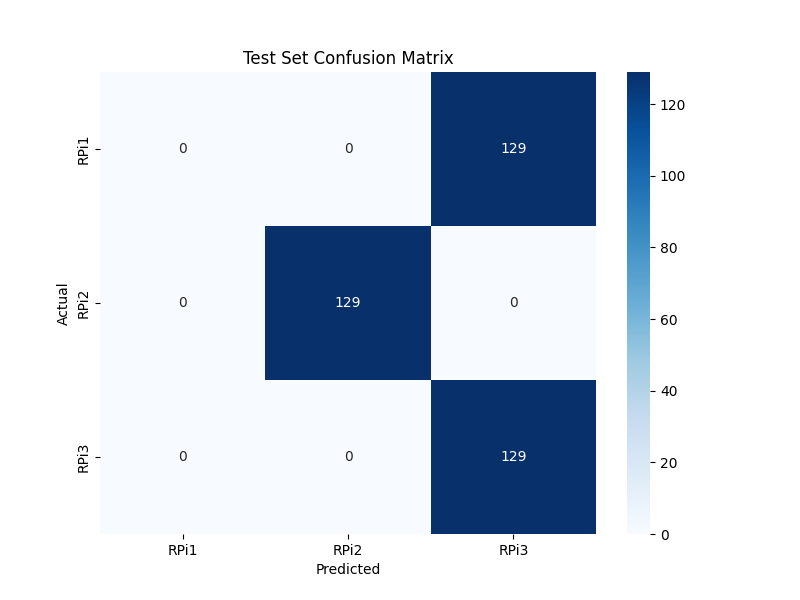 Test Set Confusion Matrix
Actual
RPi1
0 0 129
RPi2
0 129 0
RPi3
0 0 129
RPi1 RPi2 RPi3
Predicted
120
100
80
60
40
20
0